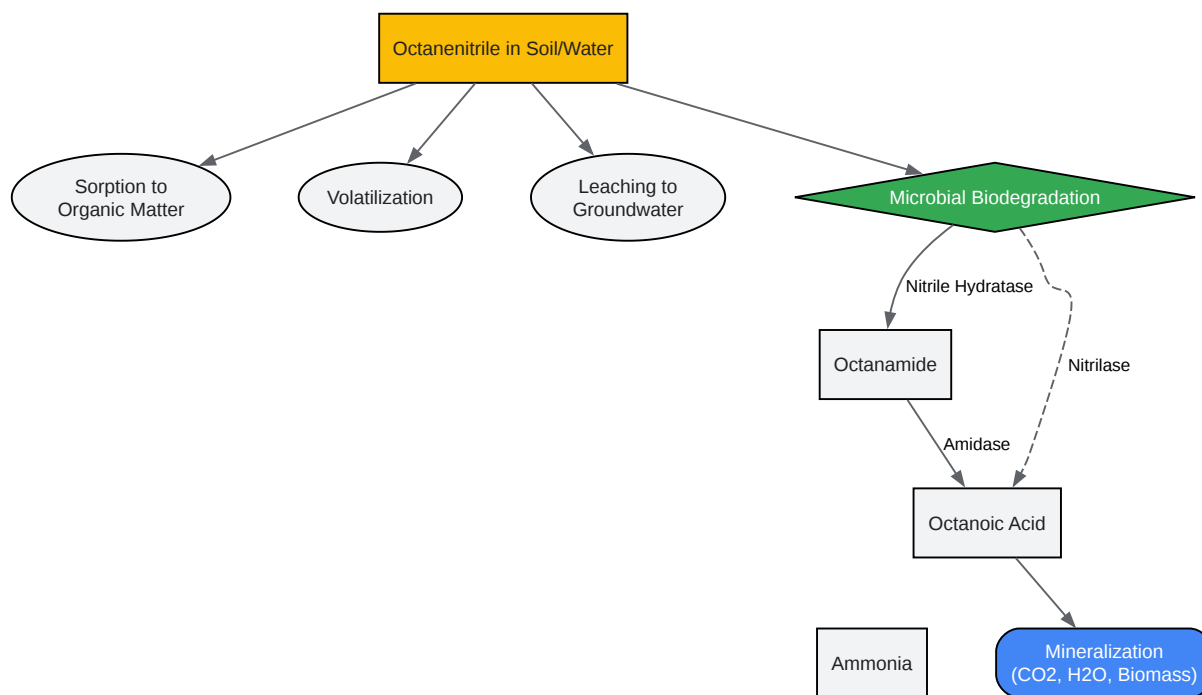 Octanenitrile in Soil/Water
Sorption to
Organic Matter
Volatilization
Leaching to
Groundwater
Microbial Biodegradation
Nitrile Hydratase
Octanamide
Nitrilase
Amidase
Octanoic Acid
Ammonia
Mineralization
(CO2, H2O, Biomass)